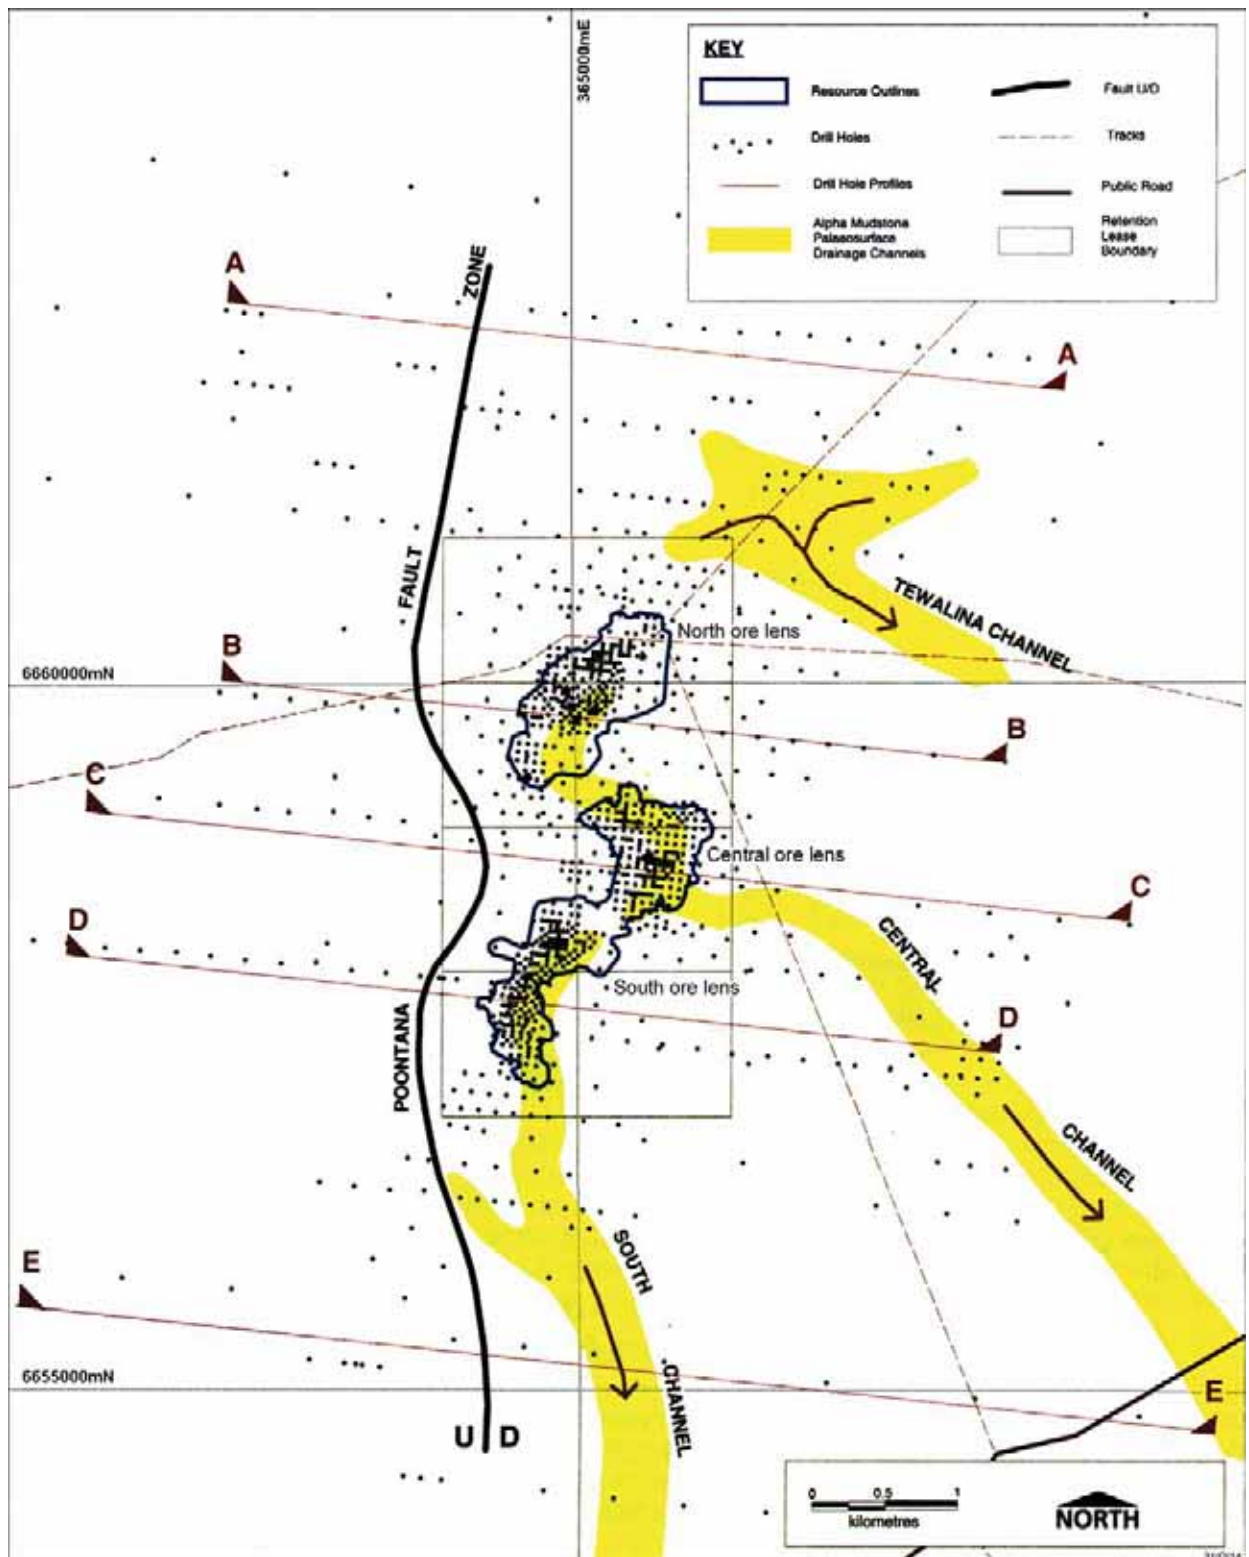 365000mE
KEY
Resource Outlines
Fault U/D
Drill Holes
Tracks
Drill Hole Profiles
Public Road
Alpha Mudstone
Palaeosurface
Drainage Channels
Retention
Lease
Boundary
ZONE
A
A
FAULT
TEWALINA CHANNEL
North ore lens
B
6660000mN
B
C
Central ore lens
C
D
CENTRAL
South ore lens
D
POONTANA
CHANNEL
SOUTH
E
6655000mN
CHANNEL
E
U D
0 0.5 1
kilometres
NORTH